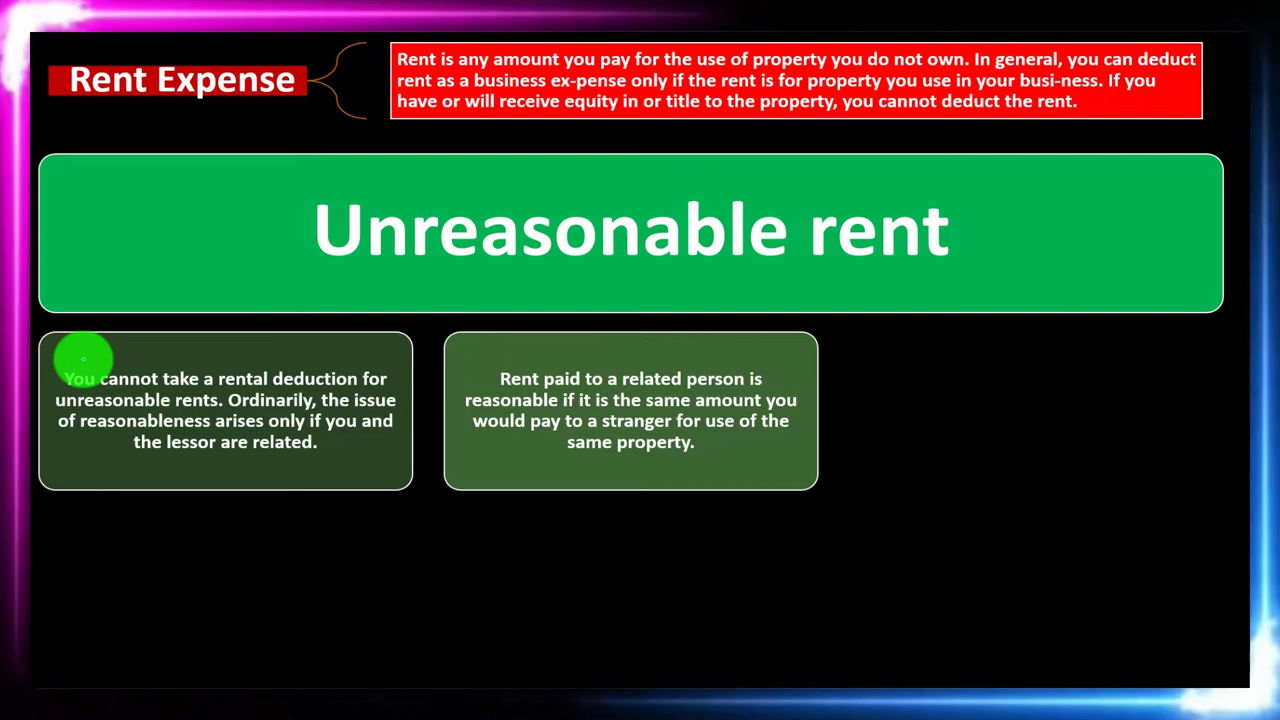 Rent Expense
Rent is any amount you pay for the use of property you do not own. In general, you can deduct
rent as a business ex-pense only if the rent is for property you use in your busi-ness. If you
have or will receive equity in or title to the property, you cannot deduct the rent.
Unreasonable rent
You cannot take a rental deduction for
unreasonable rents. Ordinarily, the issue
of reasonableness arises only if you and
the lessor are related.
Rent paid to a related person is
reasonable if it is the same amount you
would pay to a stranger for use of the
same property.